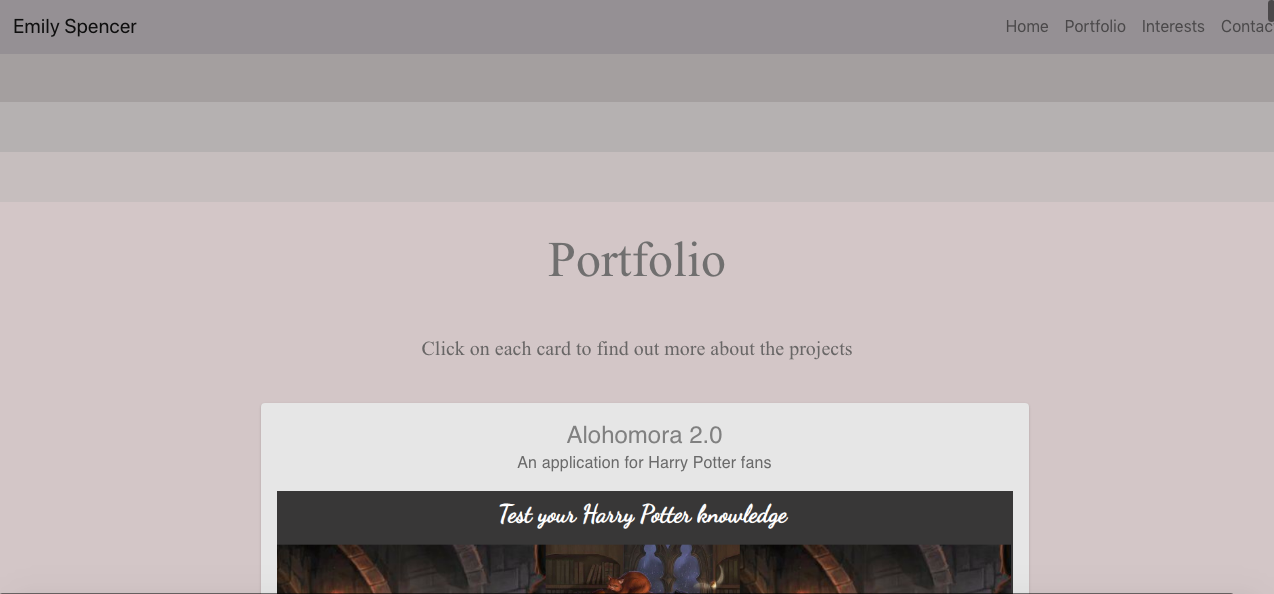 Emily Spencer
Home Portfolio Interests Contac
Portfolio
Click on each card to find out more about the projects
Alohomora 2.0
An application for Harry Potter fans
Test your Harry Potter knowledge